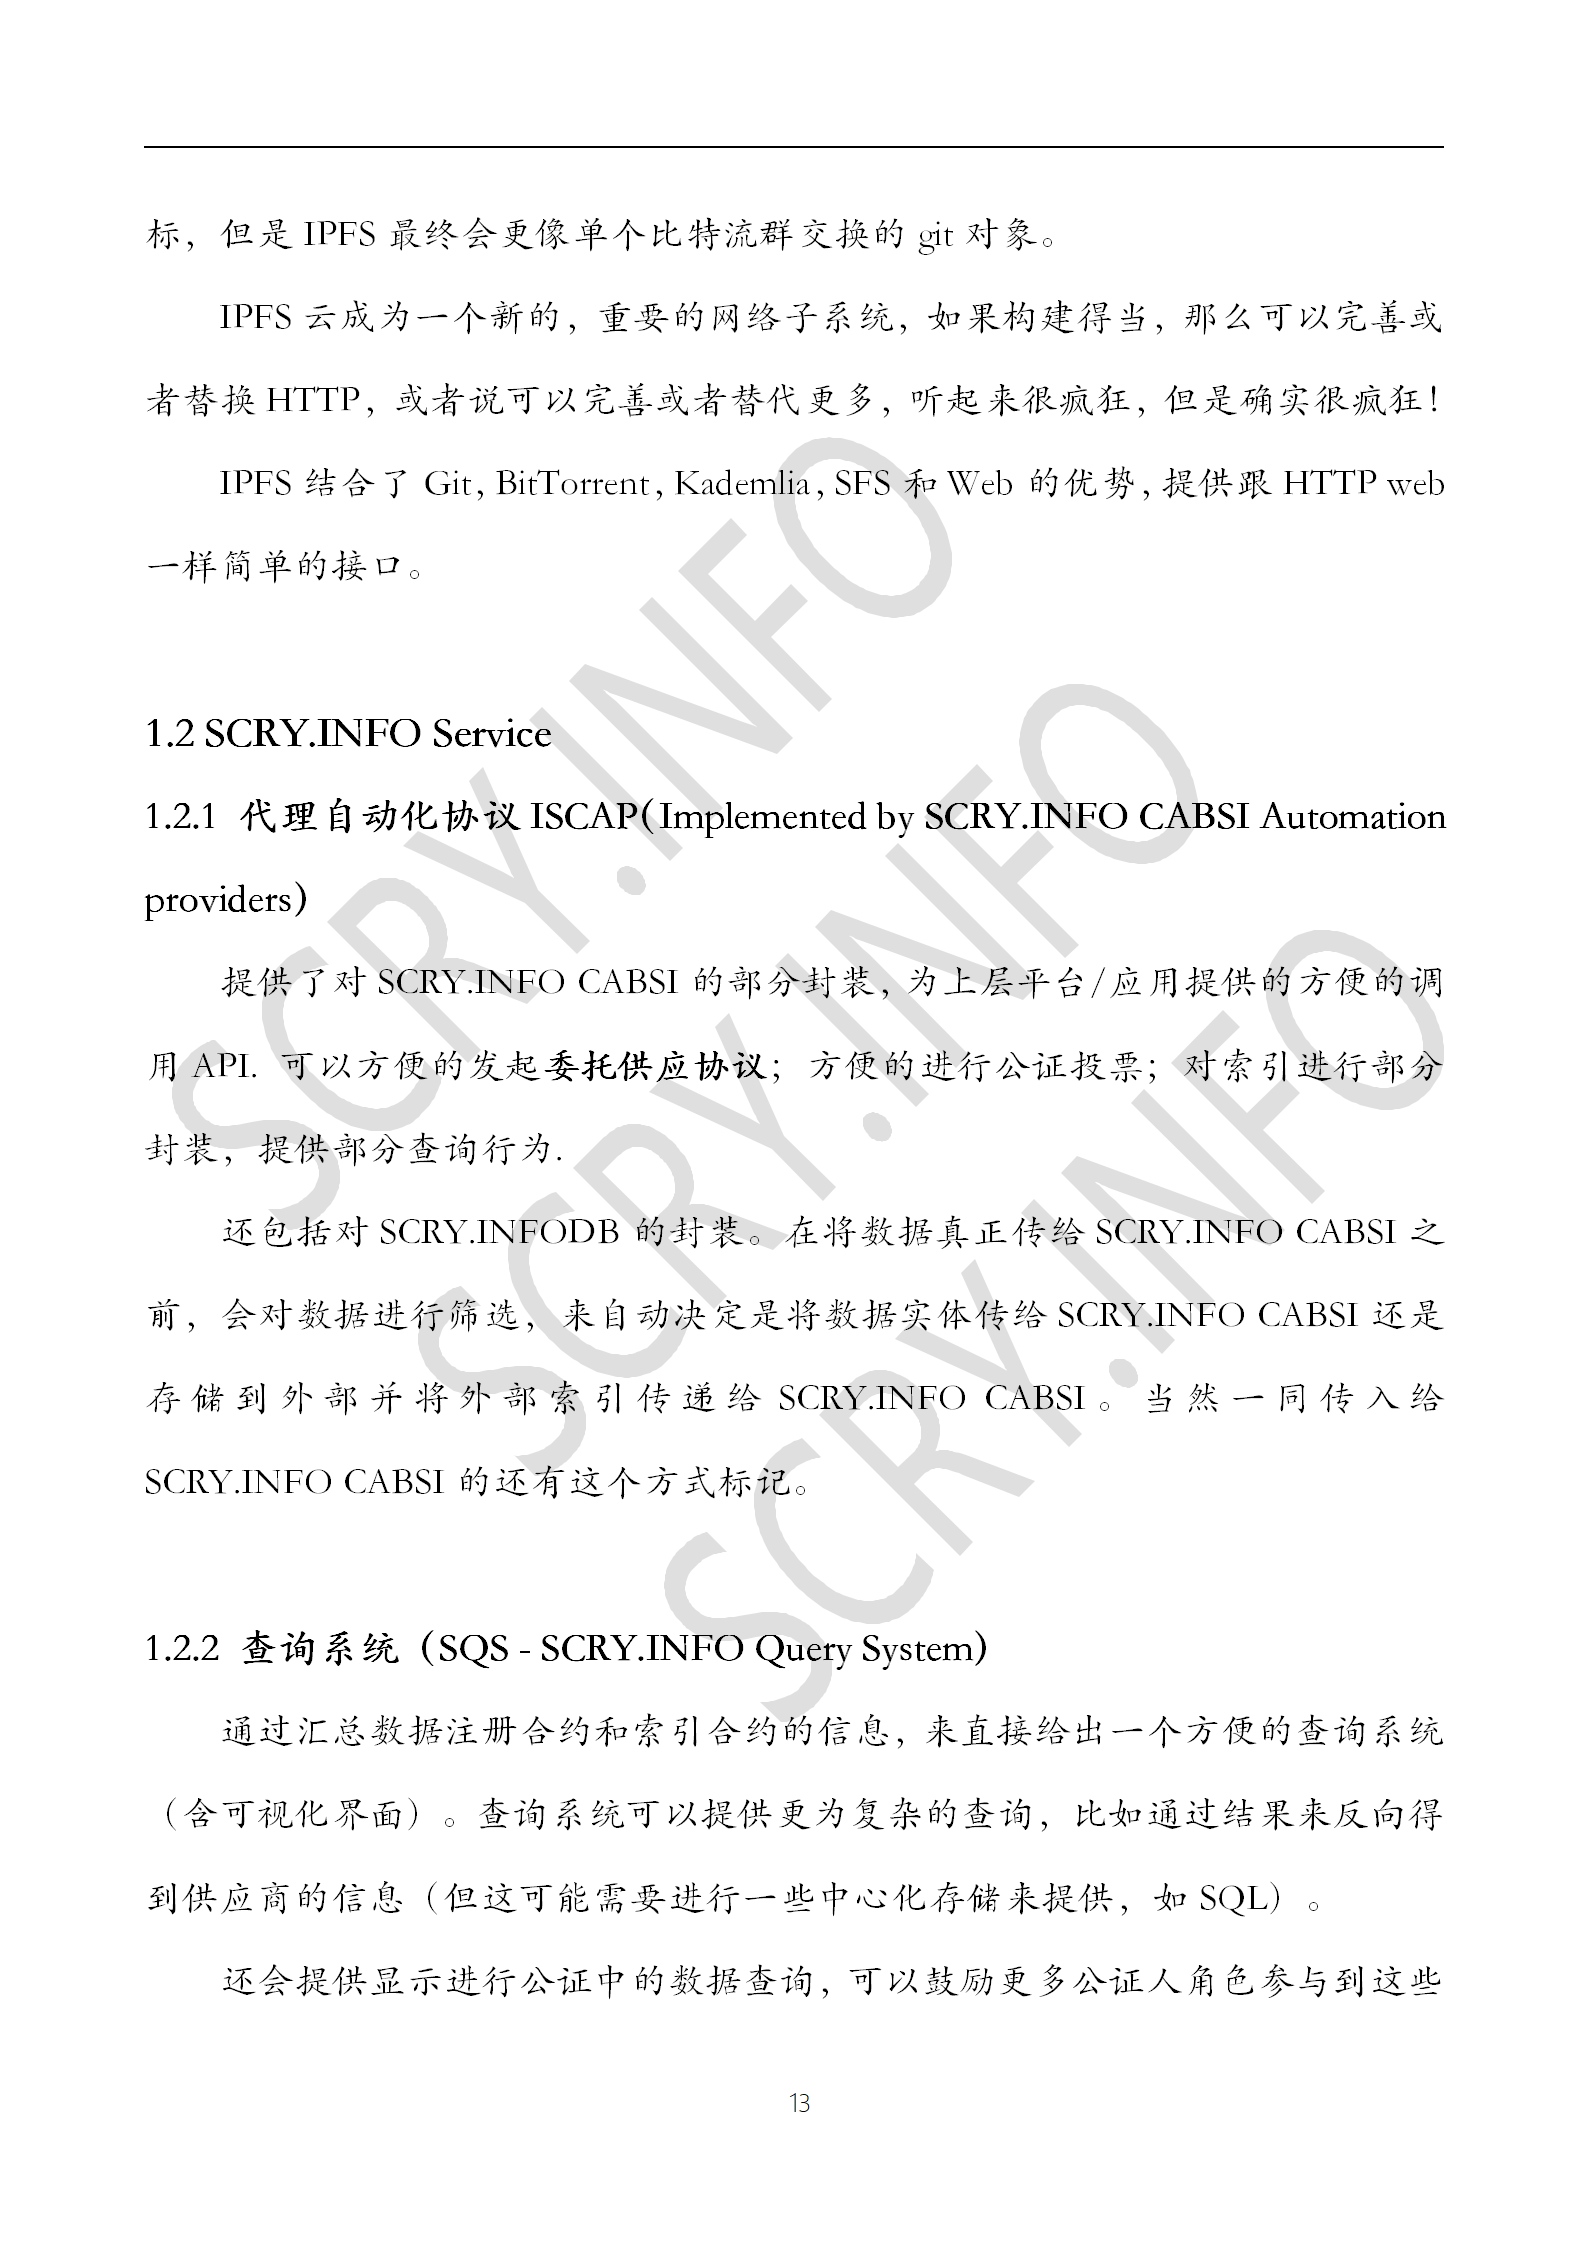 标，但是 IPFS 最终会更像单个比特流群交换的 git 对象。
IPFS 云成为一个新的，重要的网络子系统，如果构建得当，那么可以完善或
者替换 HTTP，或者说可以完善或者替代更多，听起来很疯狂，但是确实很疯狂！
IPFS 结合了 Git, BitTorrent, Kademlia, SFS 和 Web 的优势, 提供跟 HTTP web
一样简单的接口。
1.2 SCRY.INFO Service
1.2.1 代理自动化协议 ISCAP(Implemented by SCRY.INFO CABSI Automation
providers)
提供了对 SCRY.INFO CABSI 的部分封装, 为上层平台/应用提供的方便的调
用 API. 可以方便的发起委托供应协议；方便的进行公证投票；对索引进行部分
封装，提供部分查询行为.
还包括对 SCRY.INFODB 的封装。在将数据真正传给 SCRY.INFO CABSI 之
前，会对数据进行筛选，来自动决定是将数据实体传给 SCRY.INFO CABSI 还是
存储到外部并将外部索引传递给 SCRY.INFO CABSI。当然一同传入给
SCRY.INFO CABSI 的还有这个方式标记。
1.2.2 查询系统（SQS - SCRY.INFO Query System)
通过汇总数据注册合约和索引合约的信息，来直接给出一个方便的查询系统
（含可视化界面）。查询系统可以提供更为复杂的查询，比如通过结果来反向得
到供应商的信息（但这可能需要进行一些中心化存储来提供，如 SQL）。
还会提供显示进行公证中的数据查询, 可以鼓励更多公证人角色参与到这些
13
SCRY.INFO
SCRY.INFO
SCRY.INFO